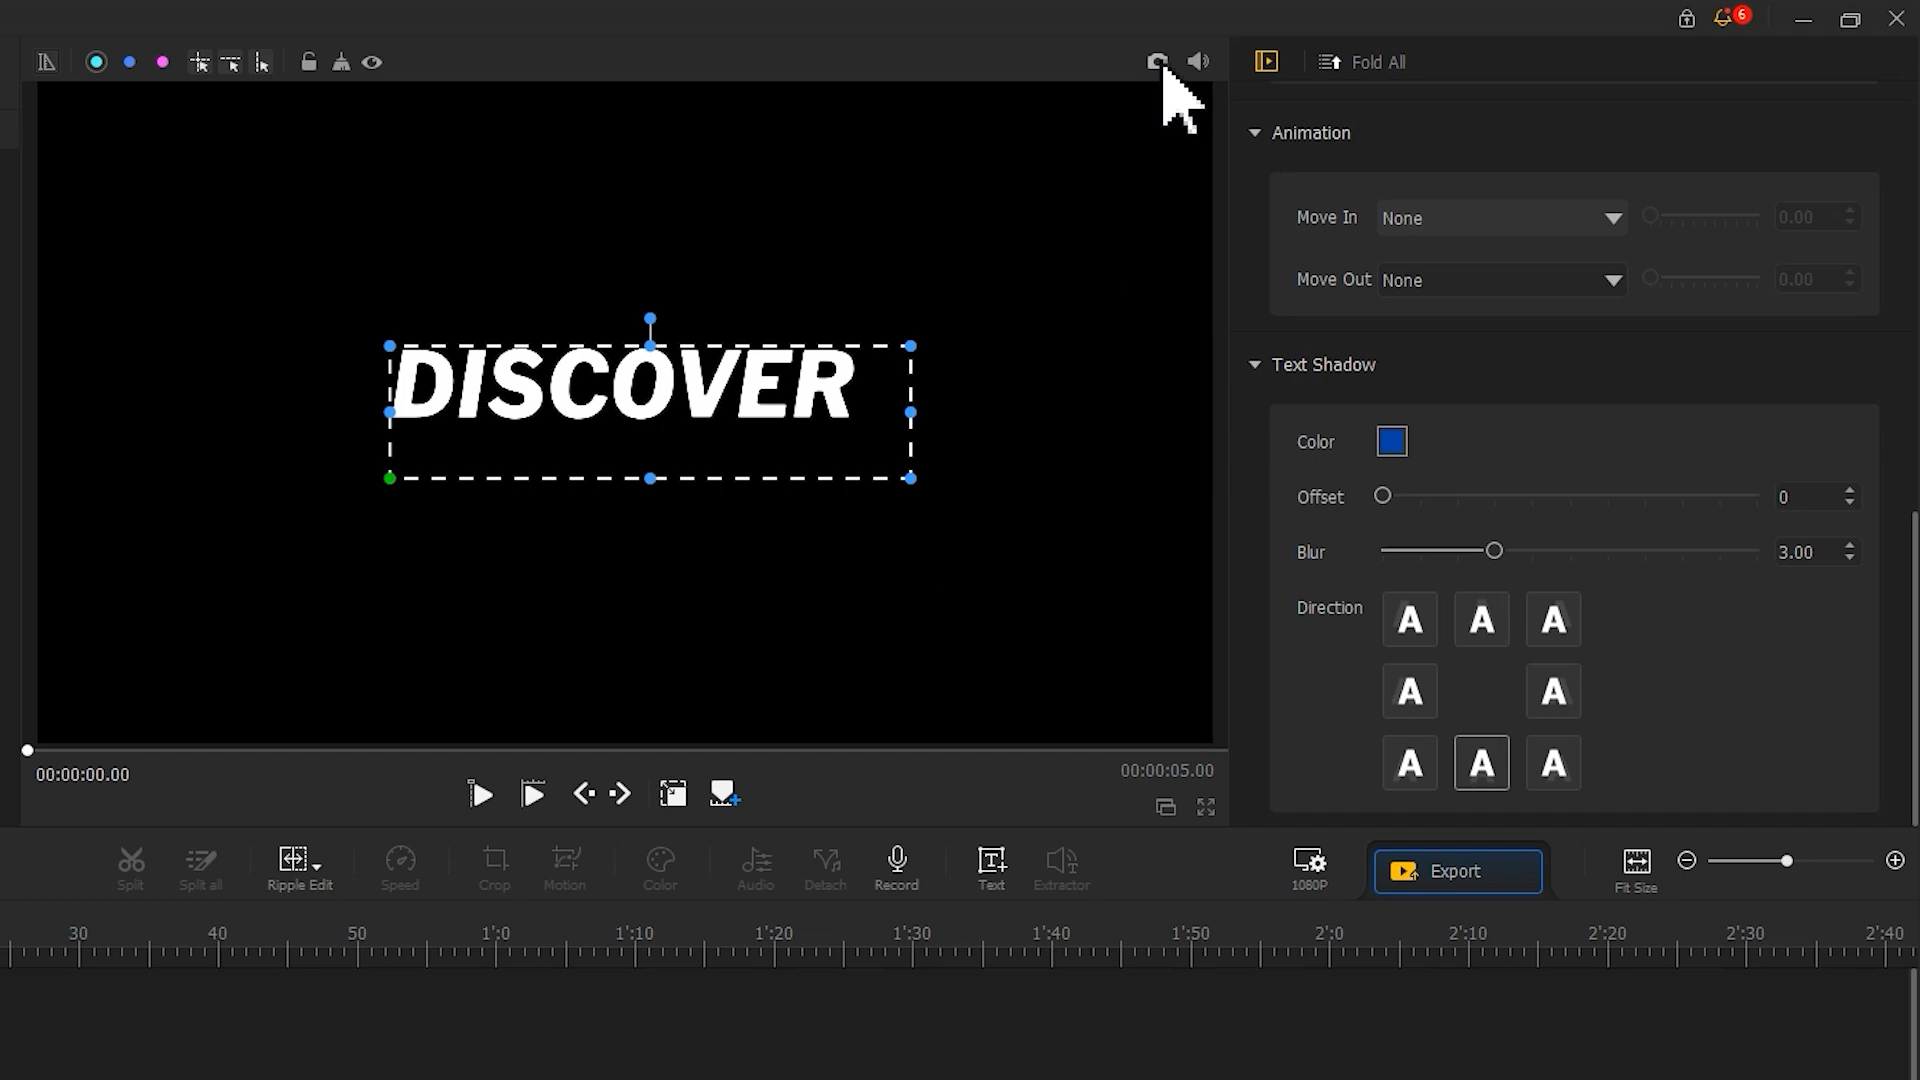 6
Fold All
Animation
Move In None 0.00
Move Out None 0.00
DISCOVER
Text Shadow
Color
Offset 0
Blur 3.00
Direction
A A A
A A
A A A
00:00:00.00
00:00:05.00
Split
Split all
Ripple Edit
Speed
Crop
Motion
Color
Audio
Detach
Record
Text
Extractor
1080P
Export
Fit Size
30 40 50 1'0 1'10 1'20 1'30 1'40 1'50 2'0 2'10 2'20 2'30 2'40